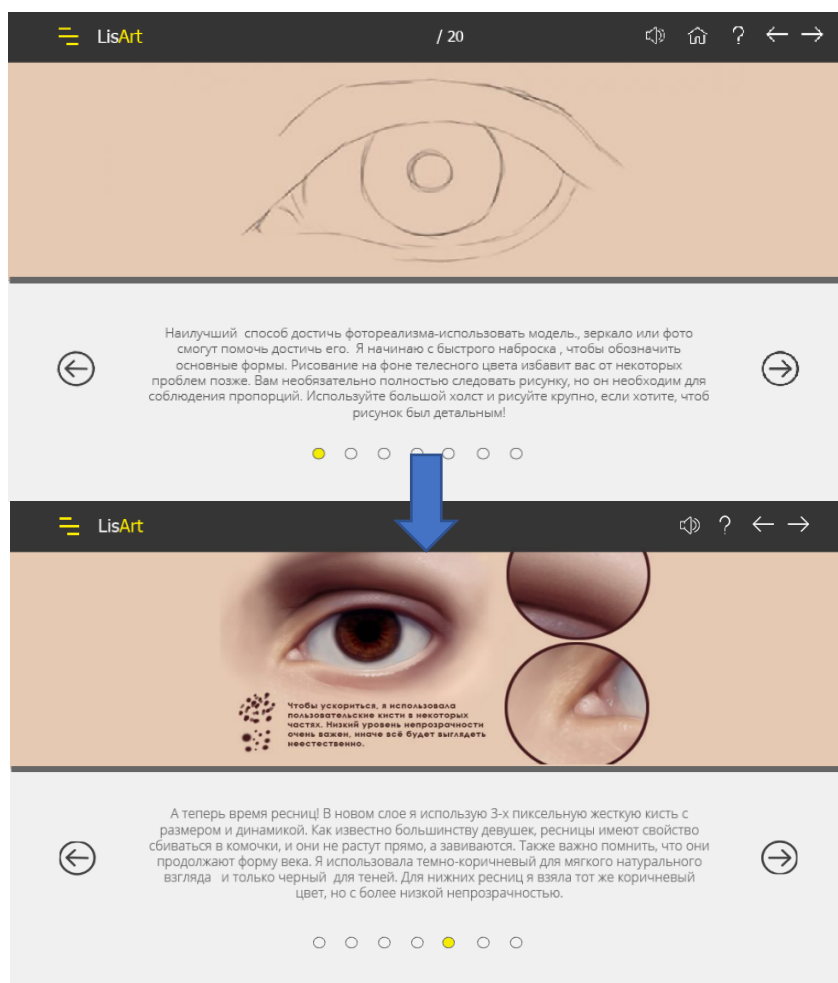 LisArt
/ 20
?
Наилучший способ достичь фотореализма-использовать модель., зеркало или фото
смогут помочь достичь его. Я начинаю с быстрого наброска , чтобы обозначить
основные формы. Рисование на фоне телесного цвета избавит вас от некоторых
проблем позже. Вам необязательно полностью следовать рисунку, но он необходим для
соблюдения пропорций. Используйте большой холст и рисуйте крупно, если хотите, чтоб
рисунок был детальным!
LisArt
?
Чтобы ускориться, я использовала
пользовательские кисти в некоторых
частях. Низкий уровень непрозрачности
очень важен, иначе всё будет выглядеть
неестественно.
А теперь время ресниц! В новом слое я использую 3-х пиксельную жесткую кисть с
размером и динамикой. Как известно большинству девушек, ресницы имеют свойство
сбиваться в комочки, и они не растут прямо, а завиваются. Также важно помнить, что они
продолжают форму века. Я использовала темно-коричневый для мягкого натурального
взгляда и только черный для теней. Для нижних ресниц я взяла тот же коричневый
цвет, но с более низкой непрозрачностью.